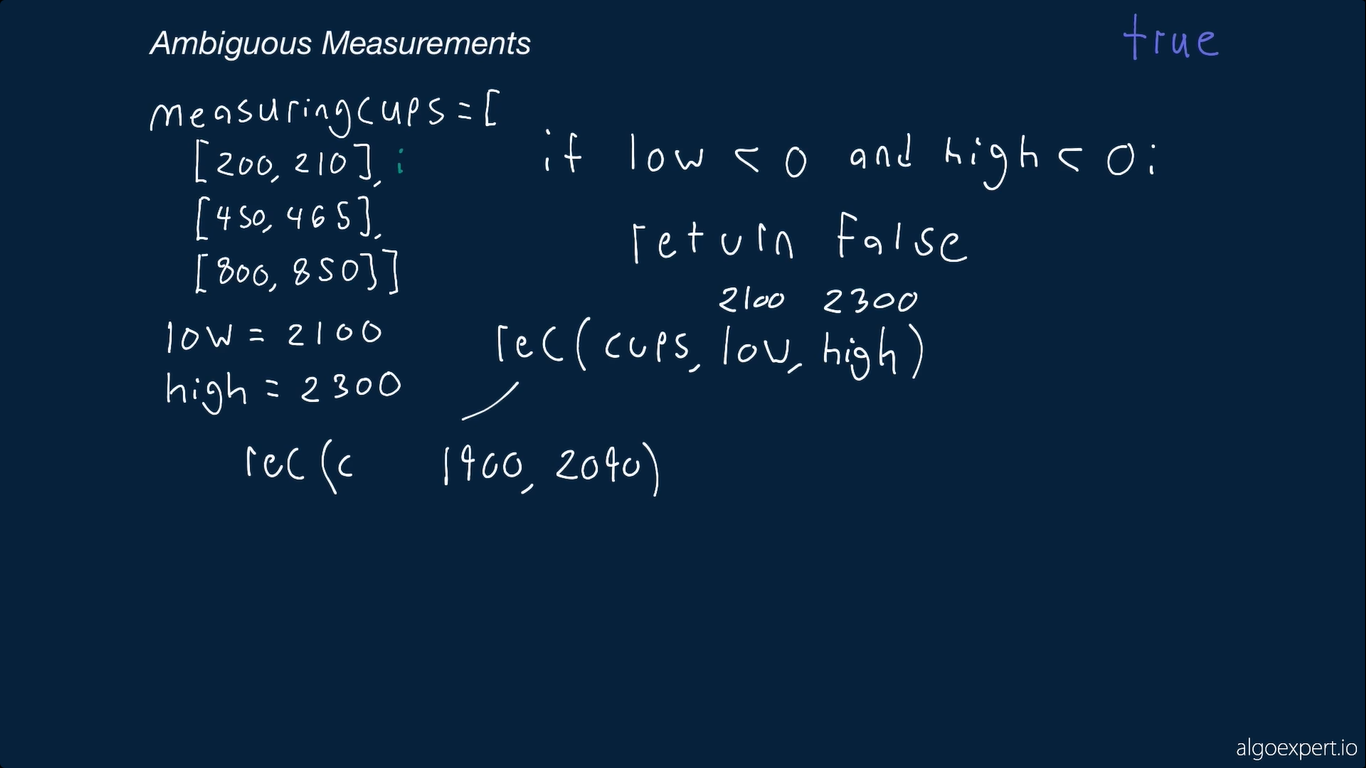 Ambiguous Measurements
true
measuringcups=[
[200, 210], i
[450, 465],
[800, 850]]
low = 2100
high = 2300
if low < 0 and high < 0:
return False
2100 2300
rec(cups, low, high)
rec(c 1900, 2090)
algoexpert.io